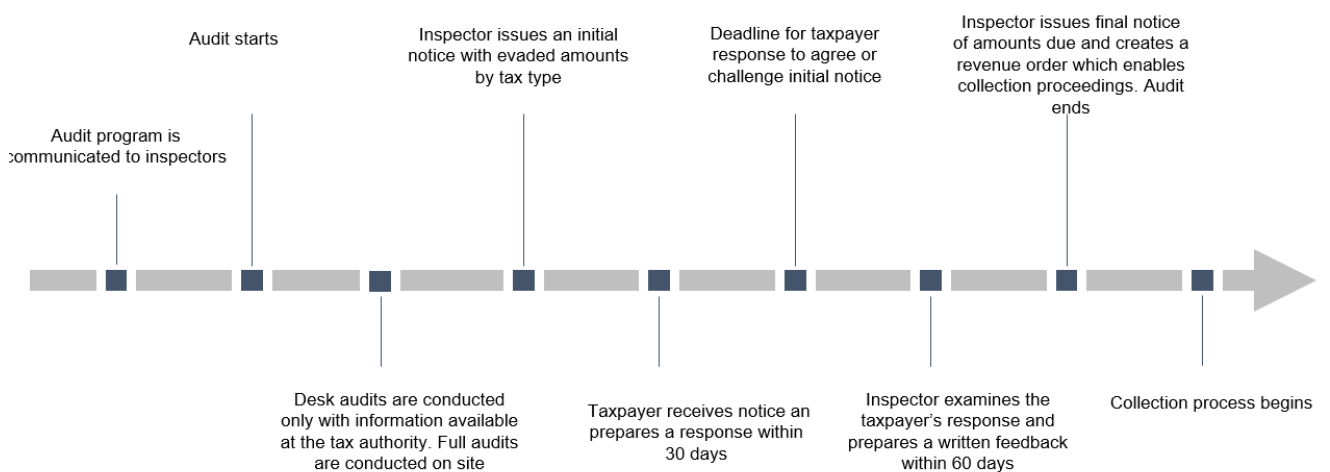 Audit program is
communicated to inspectors
Audit starts
Desk audits are conducted
only with information available
at the tax authority. Full audits
are conducted on site
Inspector issues an initial
notice with evaded amounts
by tax type
Taxpayer receives notice an
prepares a response within
30 days
Deadline for taxpayer
response to agree or
challenge initial notice
Inspector examines the
taxpayer's response and
prepares a written feedback
within 60 days
Inspector issues final notice
of amounts due and creates a
revenue order which enables
collection proceedings. Audit
ends
Collection process begins